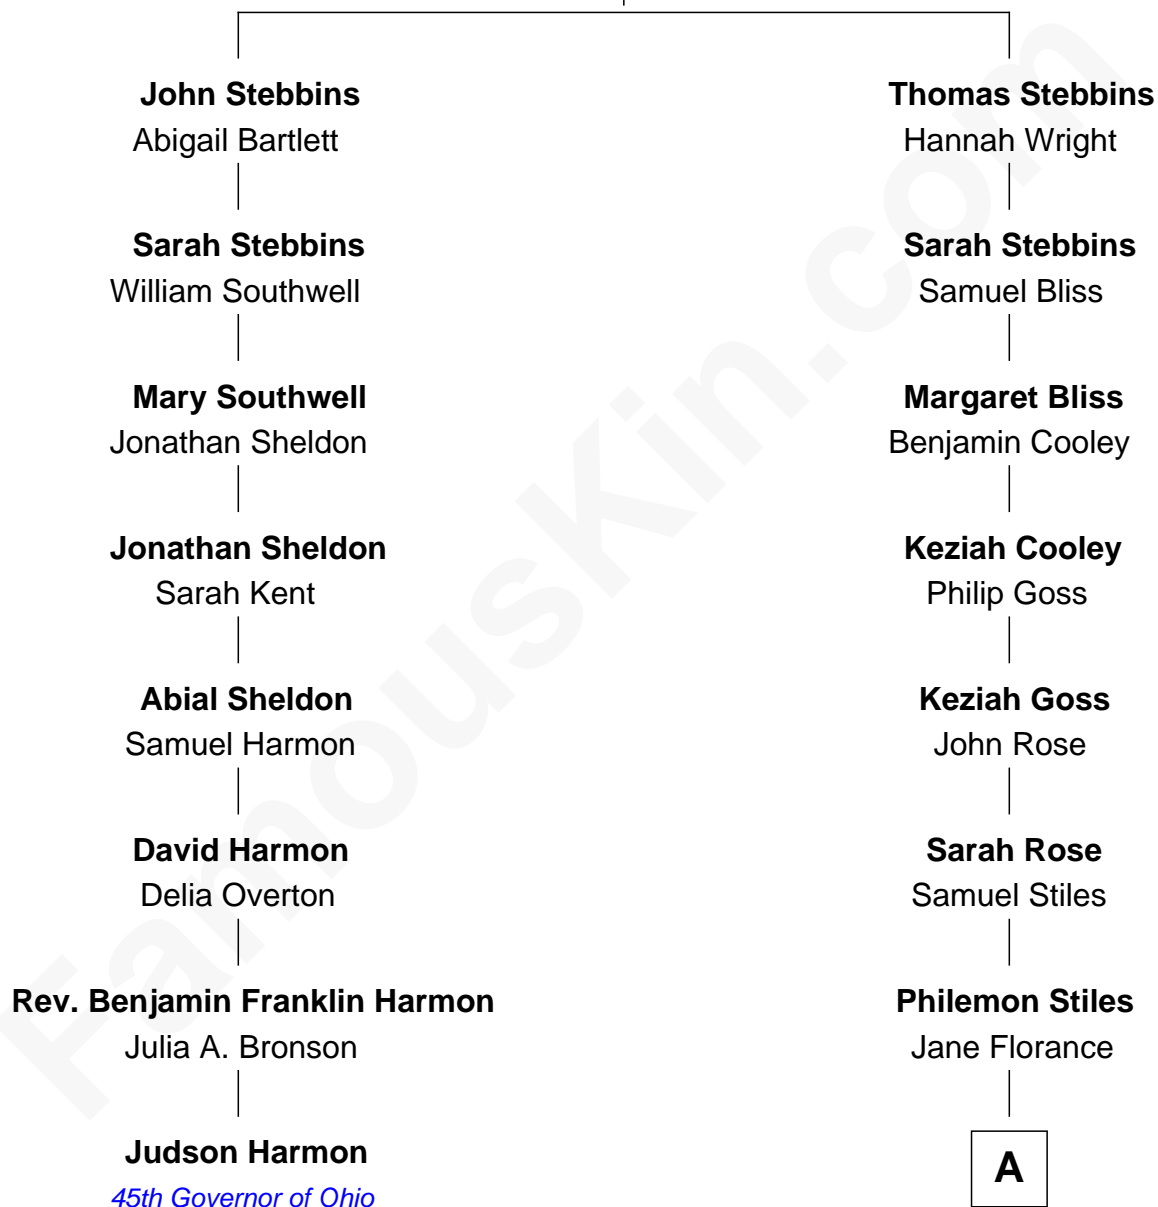 John Stebbins
Abigail Bartlett
Thomas Stebbins
Hannah Wright
Sarah Stebbins
William Southwell
Sarah Stebbins
Samuel Bliss
Mary Southwell
Jonathan Sheldon
Margaret Bliss
Benjamin Cooley
Jonathan Sheldon
Sarah Kent
Keziah Cooley
Philip Goss
Abial Sheldon
Samuel Harmon
Keziah Goss
John Rose
David Harmon
Delia Overton
Sarah Rose
Samuel Stiles
Rev. Benjamin Franklin Harmon
Julia A. Bronson
Philemon Stiles
Jane Florance
Judson Harmon
45th Governor of Ohio
A
FamousKin.com